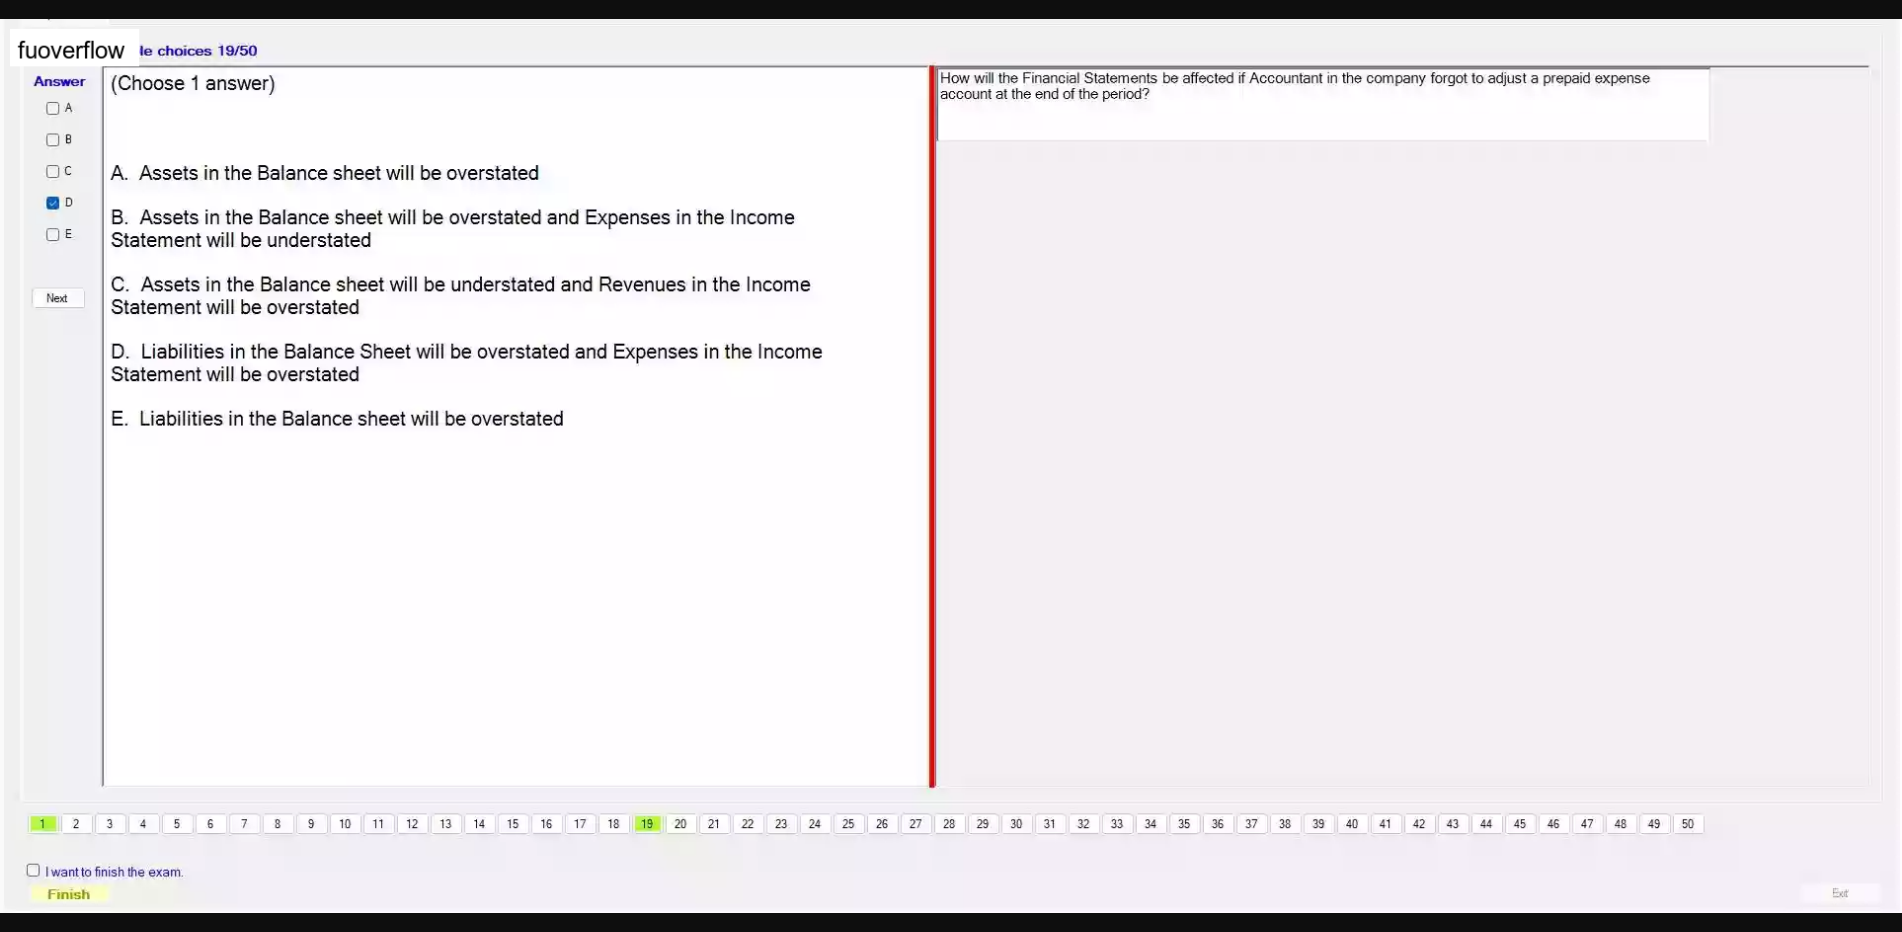 fuoverflow
le choices 19/50
Answer
A
B
C
D
E
Next
(Choose 1 answer)
A. Assets in the Balance sheet will be overstated
B. Assets in the Balance sheet will be overstated and Expenses in the Income
Statement will be understated
C. Assets in the Balance sheet will be understated and Revenues in the Income
Statement will be overstated
D. Liabilities in the Balance Sheet will be overstated and Expenses in the Income
Statement will be overstated
E. Liabilities in the Balance sheet will be overstated
How will the Financial Statements be affected if Accountant in the company forgot to adjust a prepaid expense
account at the end of the period?
1 2 3 4 5 6 7 8 9 10 11 12 13 14 15 16 17 18 19 20 21 22 23 24 25 26 27 28 29 30 31 32 33 34 35 36 37 38 39 40 41 42 43 44 45 46 47 48 49 50
I want to finish the exam.
Finish
Exit